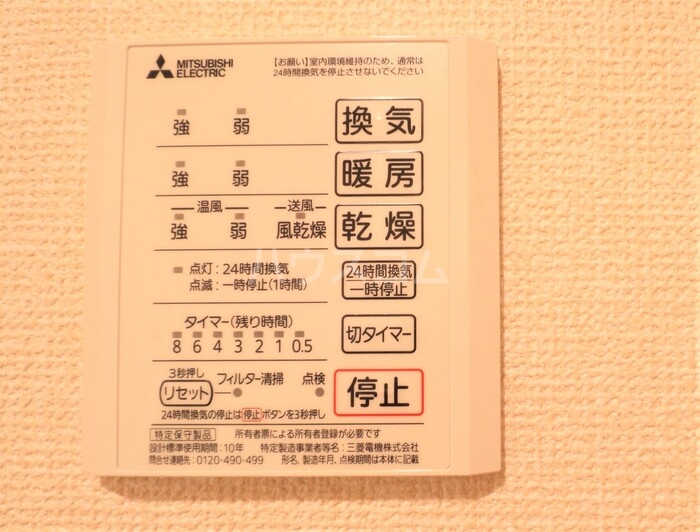 MITSUBISHI
ELECTRIC
【お願い】室内環境維持のため、通常は
24時間換気を停止させないでください
強 弱 換気
強 弱 暖房
温風 送風
強 弱 風乾燥 乾燥
点灯:24時間換気
点滅:一時停止(1時間)
24時間換気
一時停止
タイマー(残り時間)
8 6 4 3 2 1 0.5
切タイマー
3秒押し
リセット フィルター清掃 点検
停止
24時間換気の停止は停止ボタンを3秒押し
特定保守製品 所有者票による所有者登録が必要です
設計標準使用期間:10年 特定製造事業者等名:三菱電機株式会社
問合せ連絡先:0120-490-499 形名、製造年月、点検期間は本体に記載
ハウスコム